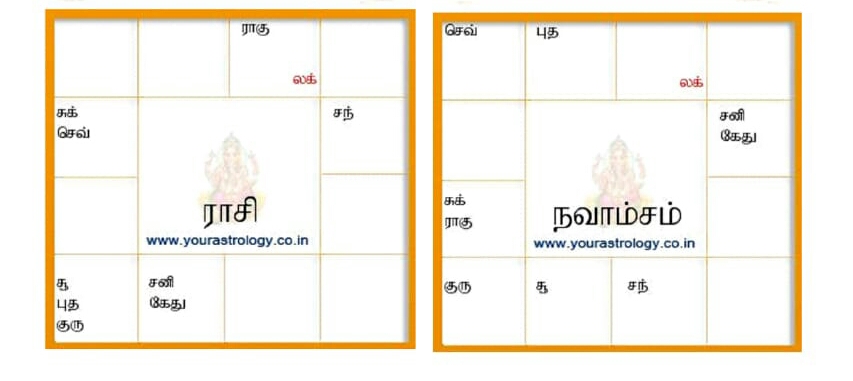 ராகு
லக்
சுக்
செவ்
சந்
ராசி
www.yourastrology.co.in
சூ
புத
குரு
சனி
கேது
செவ்
புத
லக்
சனி
கேது
சுக்
ராகு
நவாம்சம்
www.yourastrology.co.in
குரு
சூ
சந்